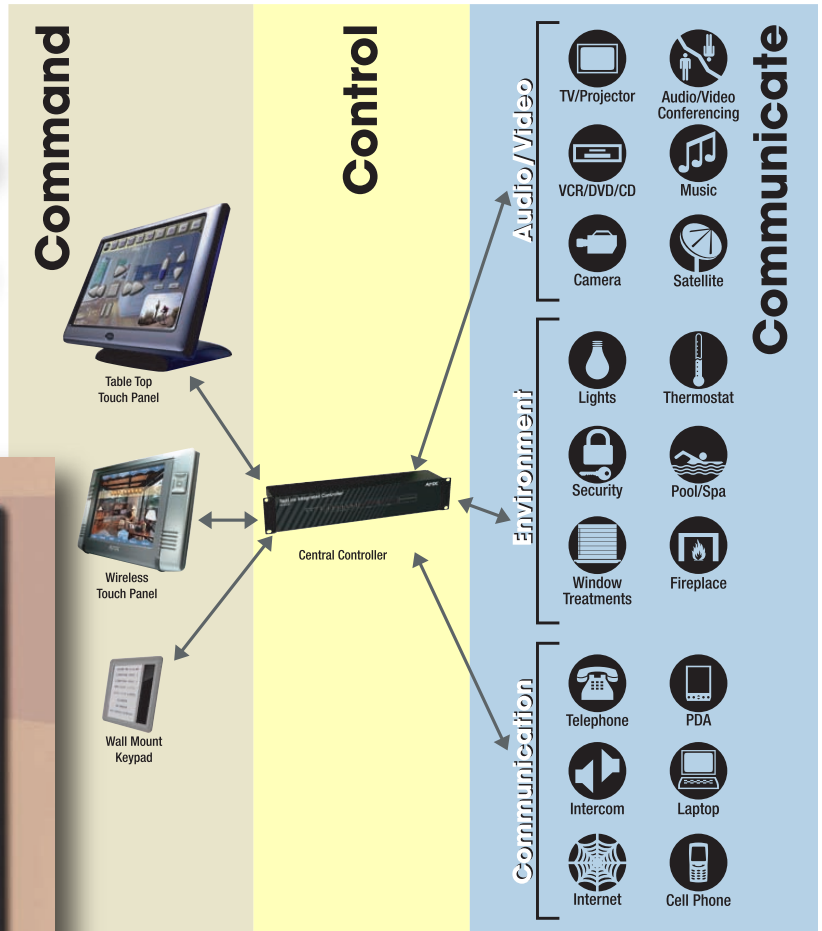 Command
Control
Communicate
Table Top
Touch Panel
Wireless
Touch Panel
Wall Mount
Keypad
Central Controller
Audio/Video
TV/Projector
Audio/Video
Conferencing
VCR/DVD/CD
Music
Camera
Satellite
Environment
Lights
Thermostat
Security
Pool/Spa
Window
Treatments
Fireplace
Communication
Telephone
PDA
Intercom
Laptop
Internet
Cell Phone